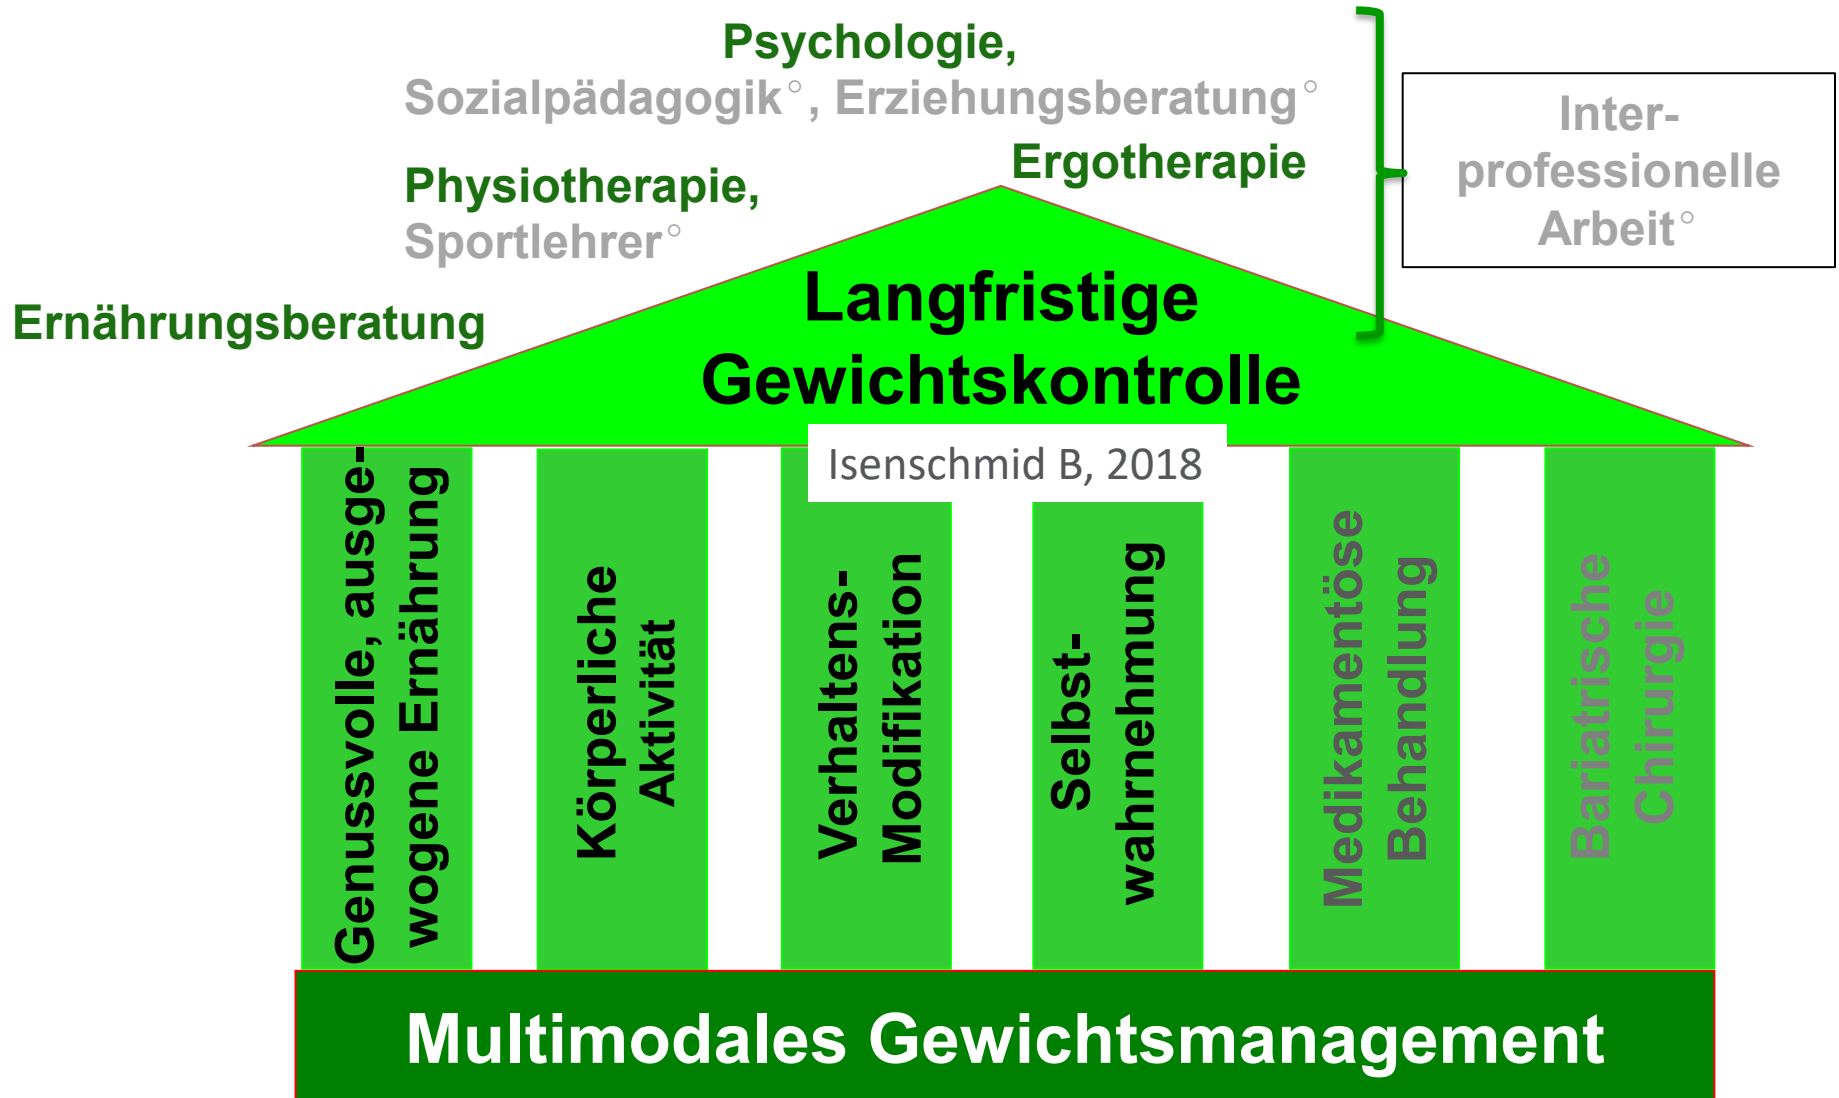 Psychologie,
Sozialpädagogik°, Erziehungsberatung°
Ergotherapie
Physiotherapie,
Sportlehrer°
Ernährungsberatung
Inter-
professionelle
Arbeit°
Langfristige
Gewichtskontrolle
Isenschmid B, 2018
Genussvolle, ausge-
wogene Ernährung
Körperliche
Aktivität
Verhaltens-
Modifikation
Selbst-
wahrnehmung
Medikamentöse
Behandlung
Bariatrische
Chirurgie
Multimodales Gewichtsmanagement